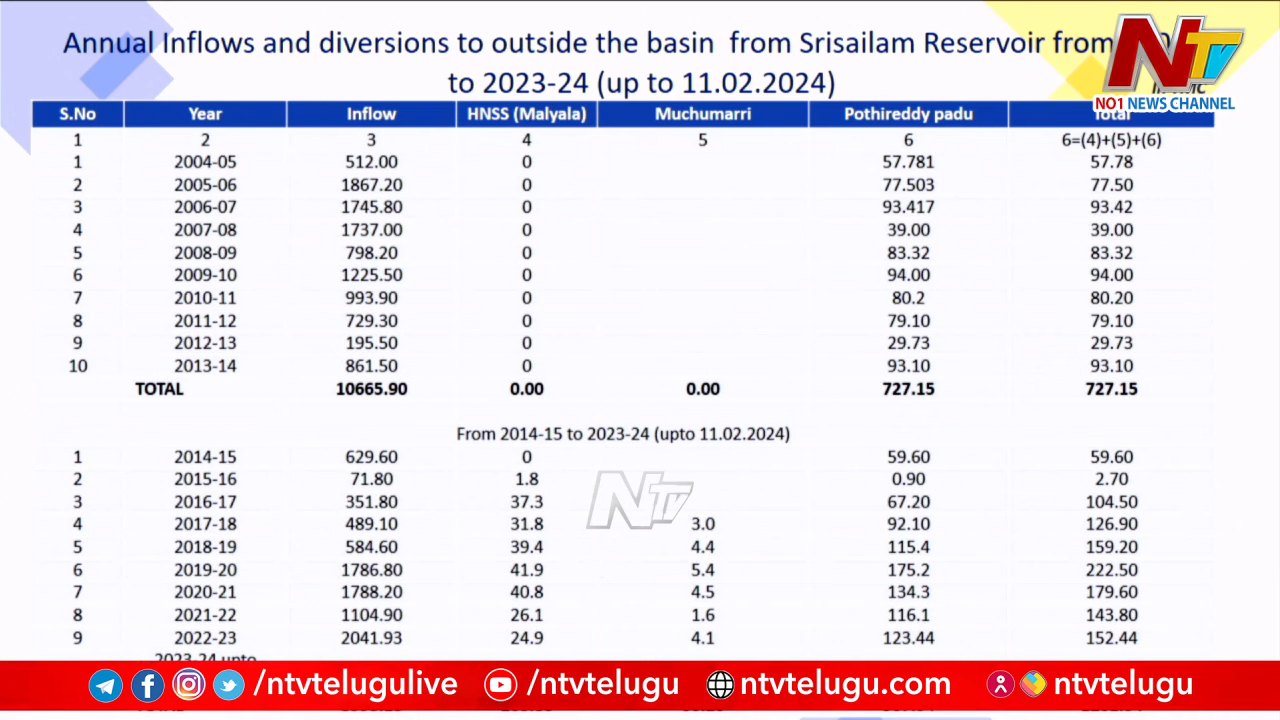 Annual Inflows and diversions to outside the basin from Srisailam Reservoir from
to 2023-24 (up to 11.02.2024)
NTV
NO1 NEWS CHANNEL
S.No Year Inflow HNSS (Malyala) Muchumarri Pothireddy padu Total
1 2 3 4 5 6 6=(4)+(5)+(6)
1 2004-05 512.00 0 57.781 57.78
2 2005-06 1867.20 0 77.503 77.50
3 2006-07 1745.80 0 93.417 93.42
4 2007-08 1737.00 0 39.00 39.00
5 2008-09 798.20 0 83.32 83.32
6 2009-10 1225.50 0 94.00 94.00
7 2010-11 993.90 0 80.2 80.20
8 2011-12 729.30 0 79.10 79.10
9 2012-13 195.50 0 29.73 29.73
10 2013-14 861.50 0 93.10 93.10
TOTAL 10665.90 0.00 0.00 727.15 727.15
From 2014-15 to 2023-24 (upto 11.02.2024)
1 2014-15 629.60 0 59.60 59.60
2 2015-16 71.80 1.8 0.90 2.70
3 2016-17 351.80 37.3 67.20 104.50
NTV
4 2017-18 489.10 31.8 3.0 92.10 126.90
5 2018-19 584.60 39.4 4.4 115.4 159.20
6 2019-20 1786.80 41.9 5.4 175.2 222.50
7 2020-21 1788.20 40.8 4.5 134.3 179.60
8 2021-22 1104.90 26.1 1.6 116.1 143.80
9 2022-23 2041.93 24.9 4.1 123.44 152.44
2023-24 upto
/ntvtelugulive /ntvtelugu ntvtelugu.com ntvtelugu